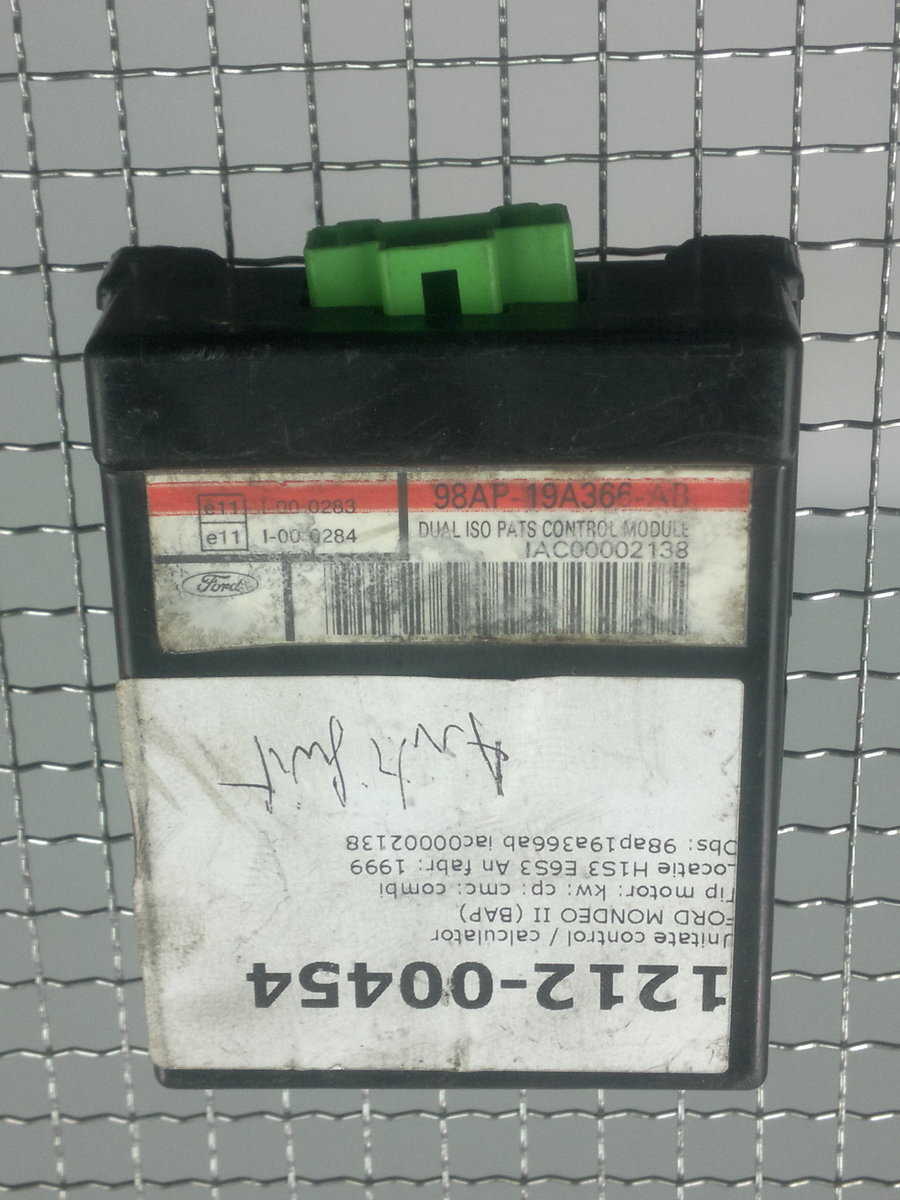 e11 I-00 0283
e11 I-00 0284
98AP-19A366-AB
DUAL ISO PATS CONTROL MODULE
IAC00002138
Ford
1212-00454
Unitate control / calculator
FORD MONDEO II (BAP)
Tip motor: kw: cp: cmc: combi
Locatie H1S3 E6S3 An fabr: 1999
Obs: 98ap19a366ab iac00002138